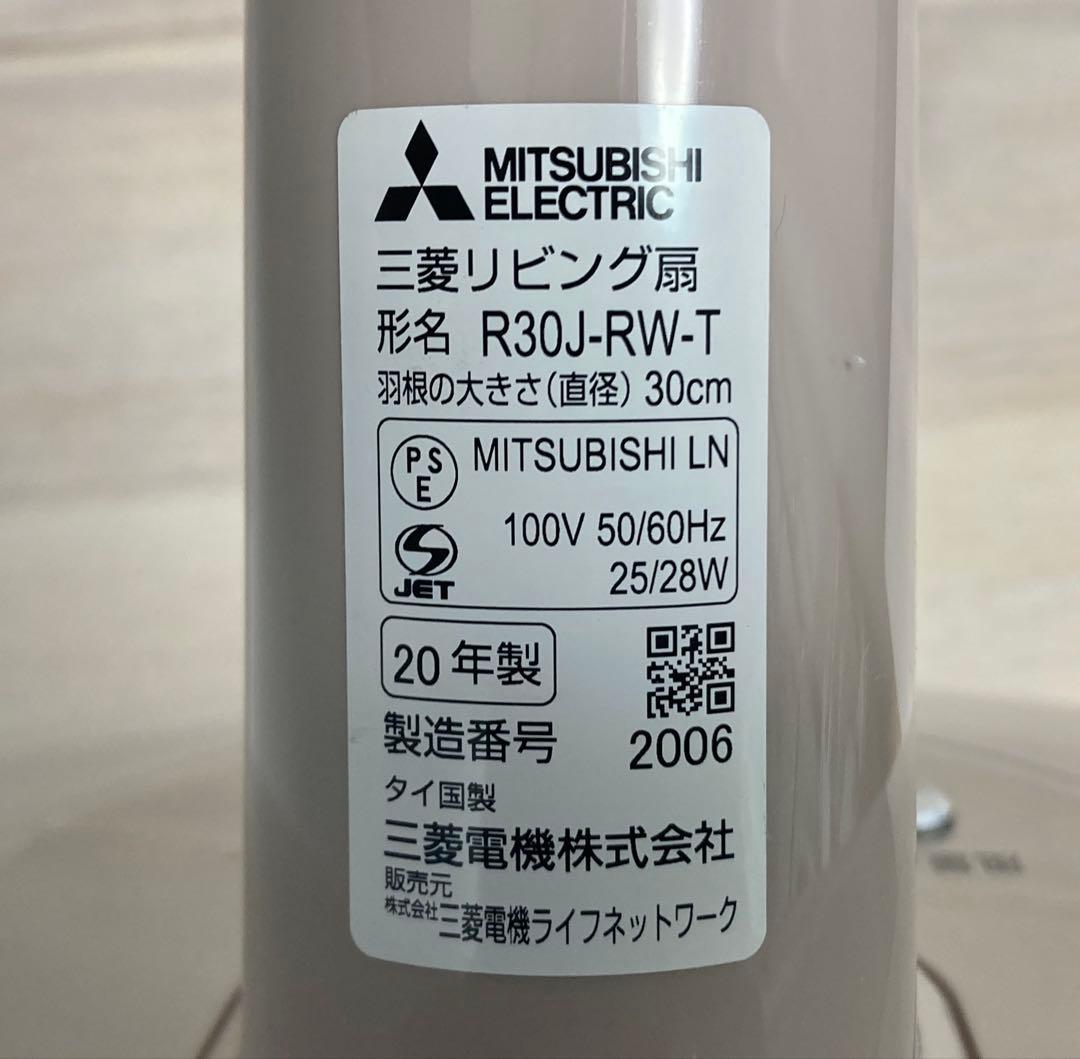 MITSUBISHI
ELECTRIC
三菱リビング扇
形名 R30J-RW-T
羽根の大きさ(直径) 30cm
PSE MITSUBISHI LN
100V 50/60Hz
JET 25/28W
20 年製
製造番号 2006
タイ国製
三菱電機株式会社
販売元
株式会社三菱電機ライフネットワーク